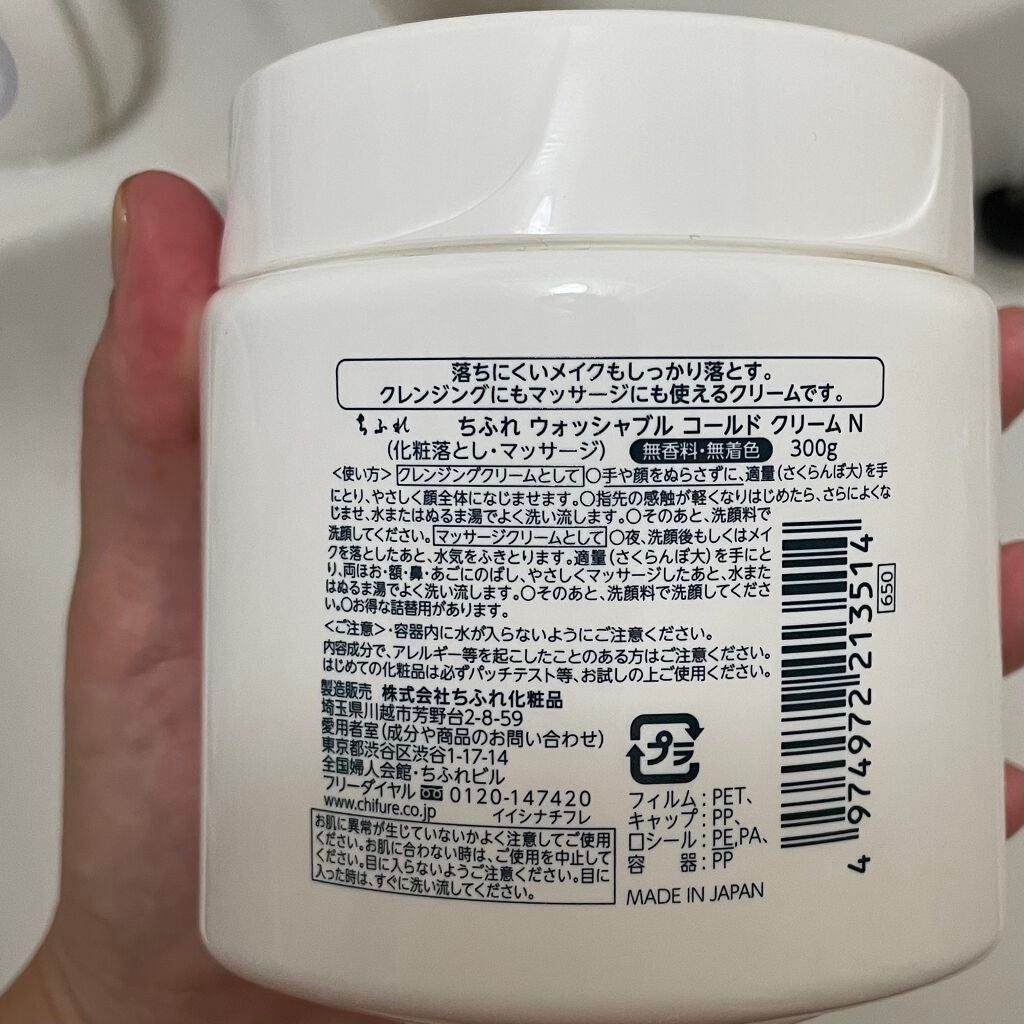 落ちにくいメイクもしっかり落とす。
クレンジングにもマッサージにも使えるクリームです。
ちふれ ちふれ ウォッシャブル コールド クリーム N
(化粧落とし・マッサージ) 無香料・無着色 300g
<使い方> クレンジングクリームとして ○手や顔をぬらさずに、適量(さくらんぼ大)を手
にとり、やさしく顔全体になじませます。○指先の感触が軽くなりはじめたら、さらによくな
じませ、水またはぬるま湯でよく洗い流します。○そのあと、洗顔料で
洗顔してください。 マッサージクリームとして ○夜、洗顔後もしくはメイ
クを落としたあと、水気をふきとります。適量(さくらんぼ大)を手にと
り、両ほお・額・鼻・あごにのばし、やさしくマッサージしたあと、水また
はぬるま湯でよく洗い流します。○そのあと、洗顔料で洗顔してくださ
い。○お得な詰替用があります。
<ご注意>・容器内に水が入らないようにご注意ください。
内容成分で、アレルギー等を起こしたことのある方はご注意ください。
はじめての化粧品は必ずパッチテスト等、お試しの上ご使用ください。
製造販売 株式会社ちふれ化粧品
埼玉県川越市芳野台2-8-59
愛用者室(成分や商品のお問い合わせ)
東京都渋谷区渋谷1-17-14
全国婦人会館・ちふれビル
フリーダイヤル 0120-147420
www.chifure.co.jp イイシナチフレ
お肌に異常が生じていないかよく注意してご使用
ください。お肌に合わない時は、ご使用を中止して
ください。目に入らないようご注意ください。目に
入った時は、すぐに洗い流してください。
プラ
フィルム:PET、
キャップ:PP、
口シール:PE,PA、
容 器:PP
MADE IN JAPAN
4 974972 213514
650